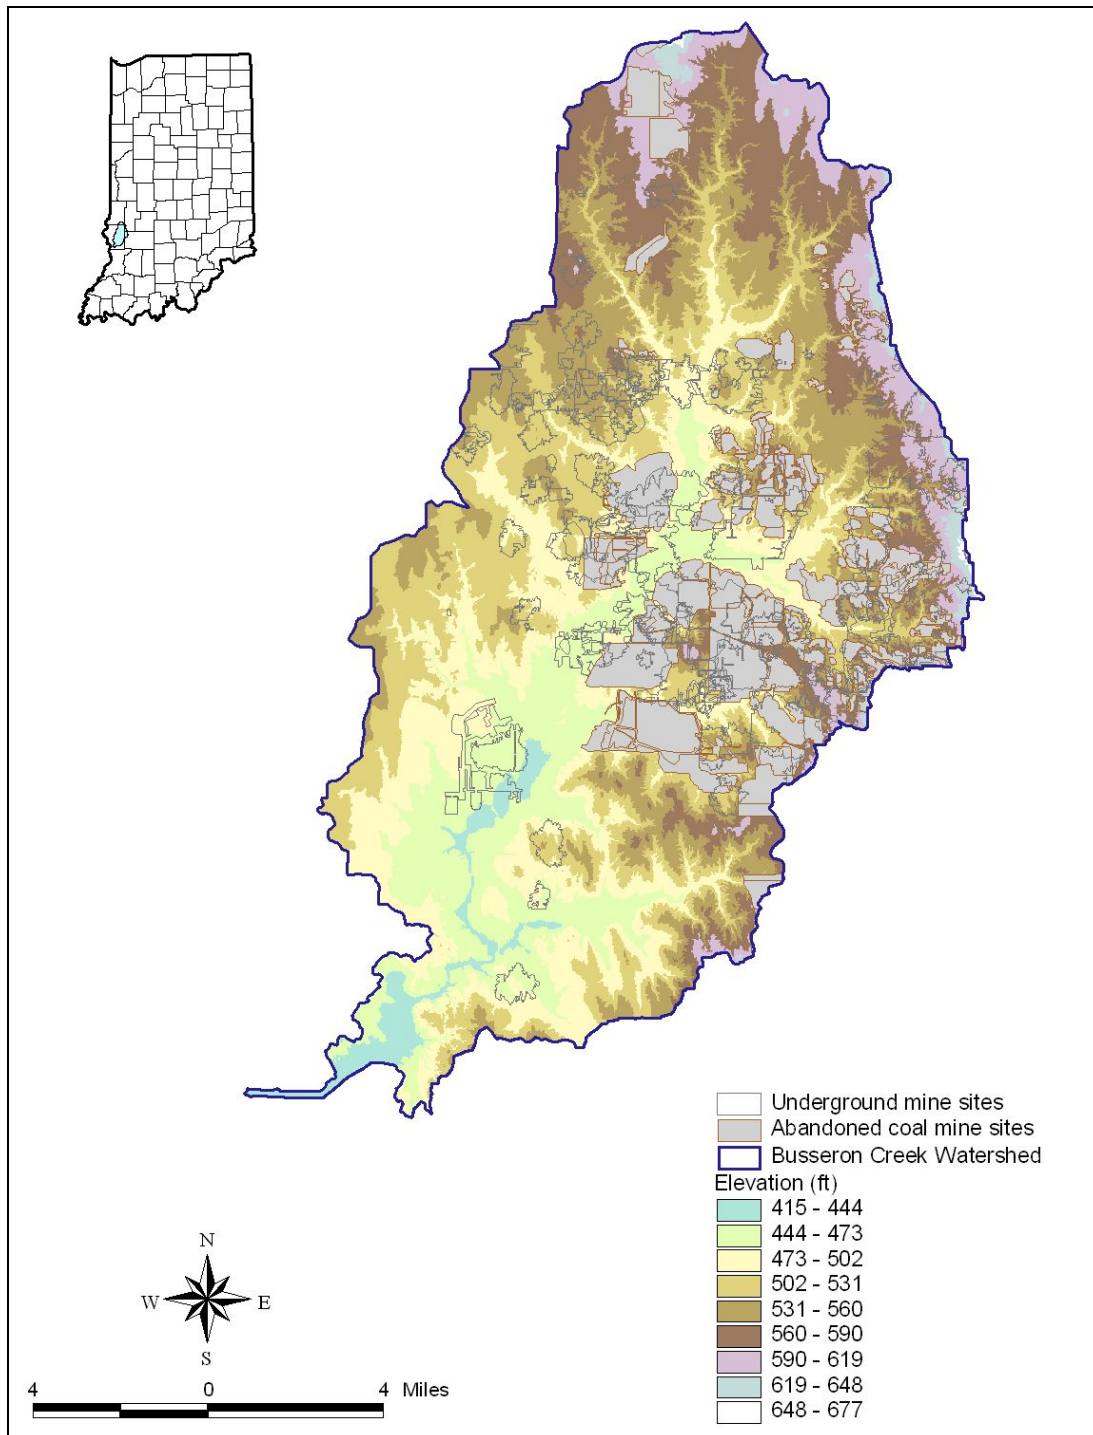 Underground mine sites
Abandoned coal mine sites
Busseron Creek Watershed
Elevation (ft)
415 - 444
444 - 473
473 - 502
502 - 531
531 - 560
560 - 590
590 - 619
619 - 648
648 - 677
N
W E
S
4 0 4 Miles